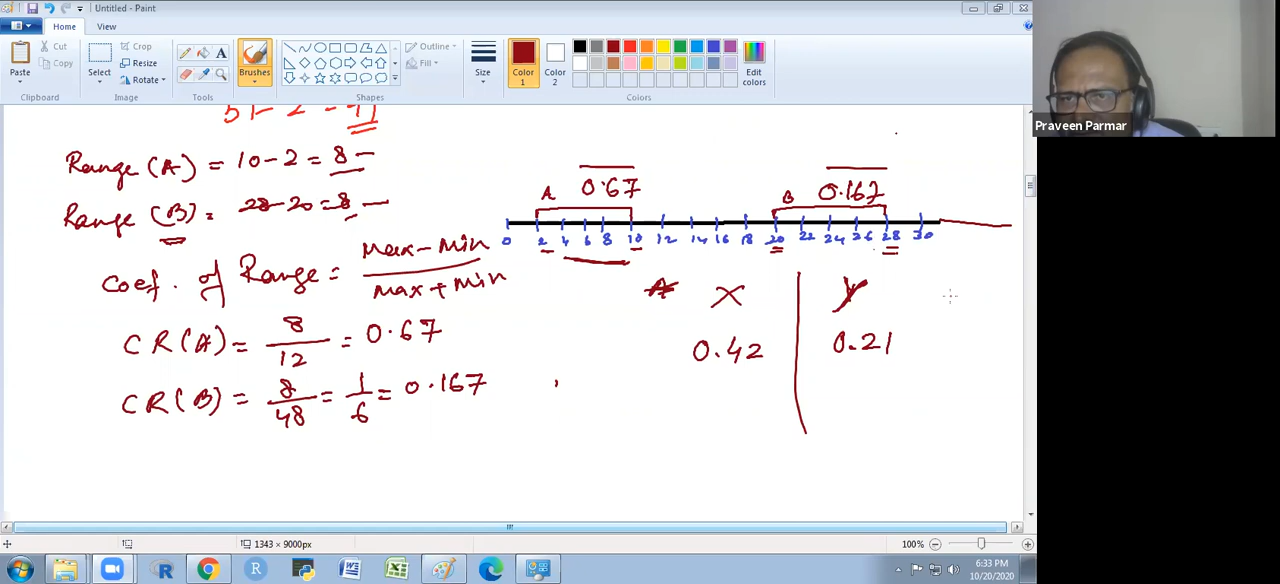 Untitled - Paint
Home View
Paste
Cut
Copy
Clipboard
Select
Crop
Resize
Rotate
Image
A
Tools
Brushes
Outline
Fill
Shapes
Size
Color 1
Color 2
Edit colors
Colors
Praveen Parmar
Range (A) = 10-2 = 8
Range (B) = 28-20=8
Coef. of Range = Max-Min
Max+Min
CR(A) = 8/12 = 0.67
CR(B) = 8/48 = 1/6 = 0.167
A 0.67
B 0.167
0 2 4 6 8 10 12 14 16 18 20 22 24 26 28 30
A X Y
0.42 0.21
1343 × 9000px
100%
6:33 PM
10/20/2020